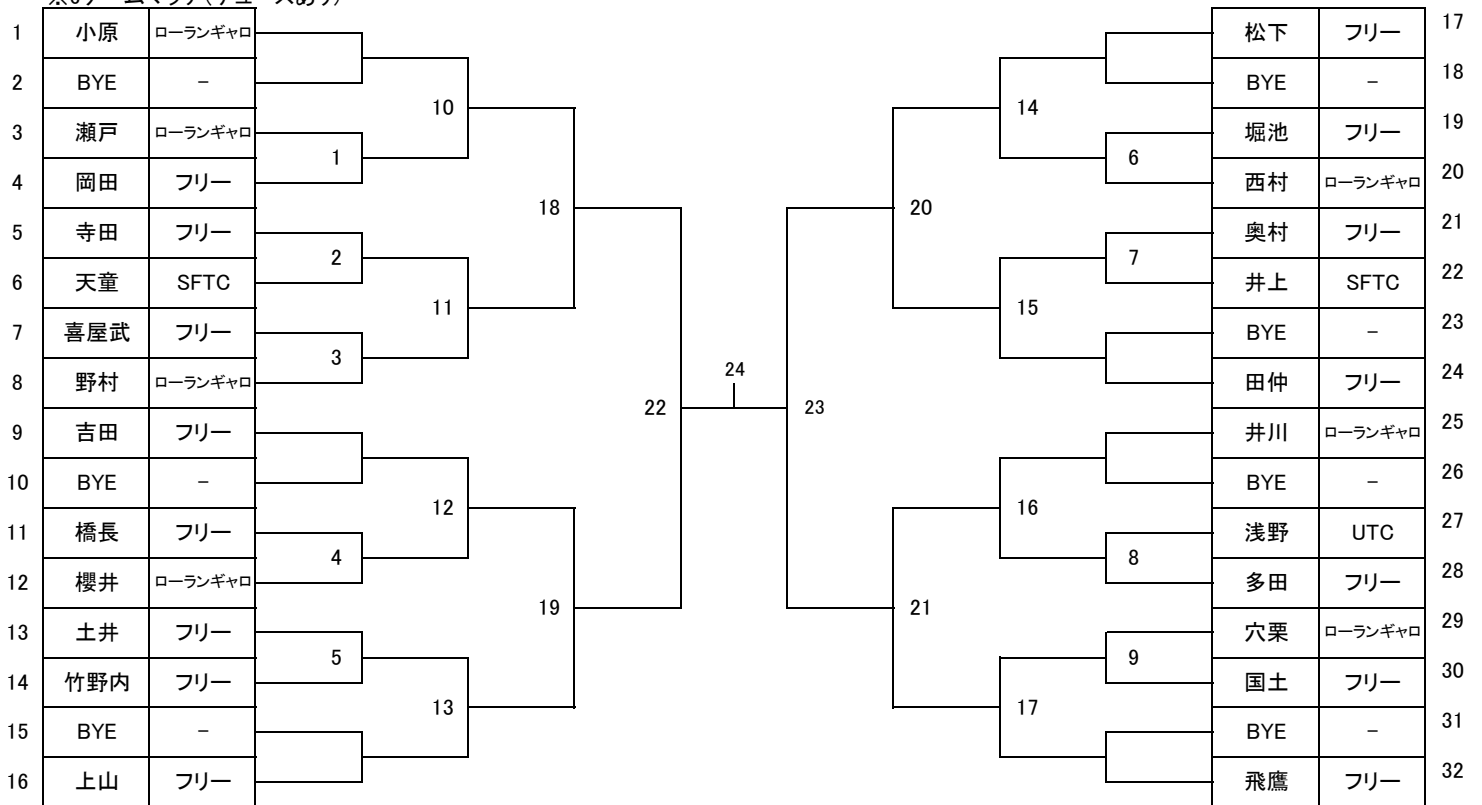 1 小原 ローランギャロ
2 BYE -
3 瀬戸 ローランギャロ
4 岡田 フリー
5 寺田 フリー
6 天童 SFTC
7 喜屋武 フリー
8 野村 ローランギャロ
9 吉田 フリー
10 BYE -
11 橋長 フリー
12 櫻井 ローランギャロ
13 土井 フリー
14 竹野内 フリー
15 BYE -
16 上山 フリー
1
2
3
4
5
10
11
12
13
18
19
22
24
23
20
21
14
15
16
17
6
7
8
9
松下 フリー 17
BYE - 18
堀池 フリー 19
西村 ローランギャロ 20
奥村 フリー 21
井上 SFTC 22
BYE - 23
田仲 フリー 24
井川 ローランギャロ 25
BYE - 26
浅野 UTC 27
多田 フリー 28
穴栗 ローランギャロ 29
国土 フリー 30
BYE - 31
飛鷹 フリー 32